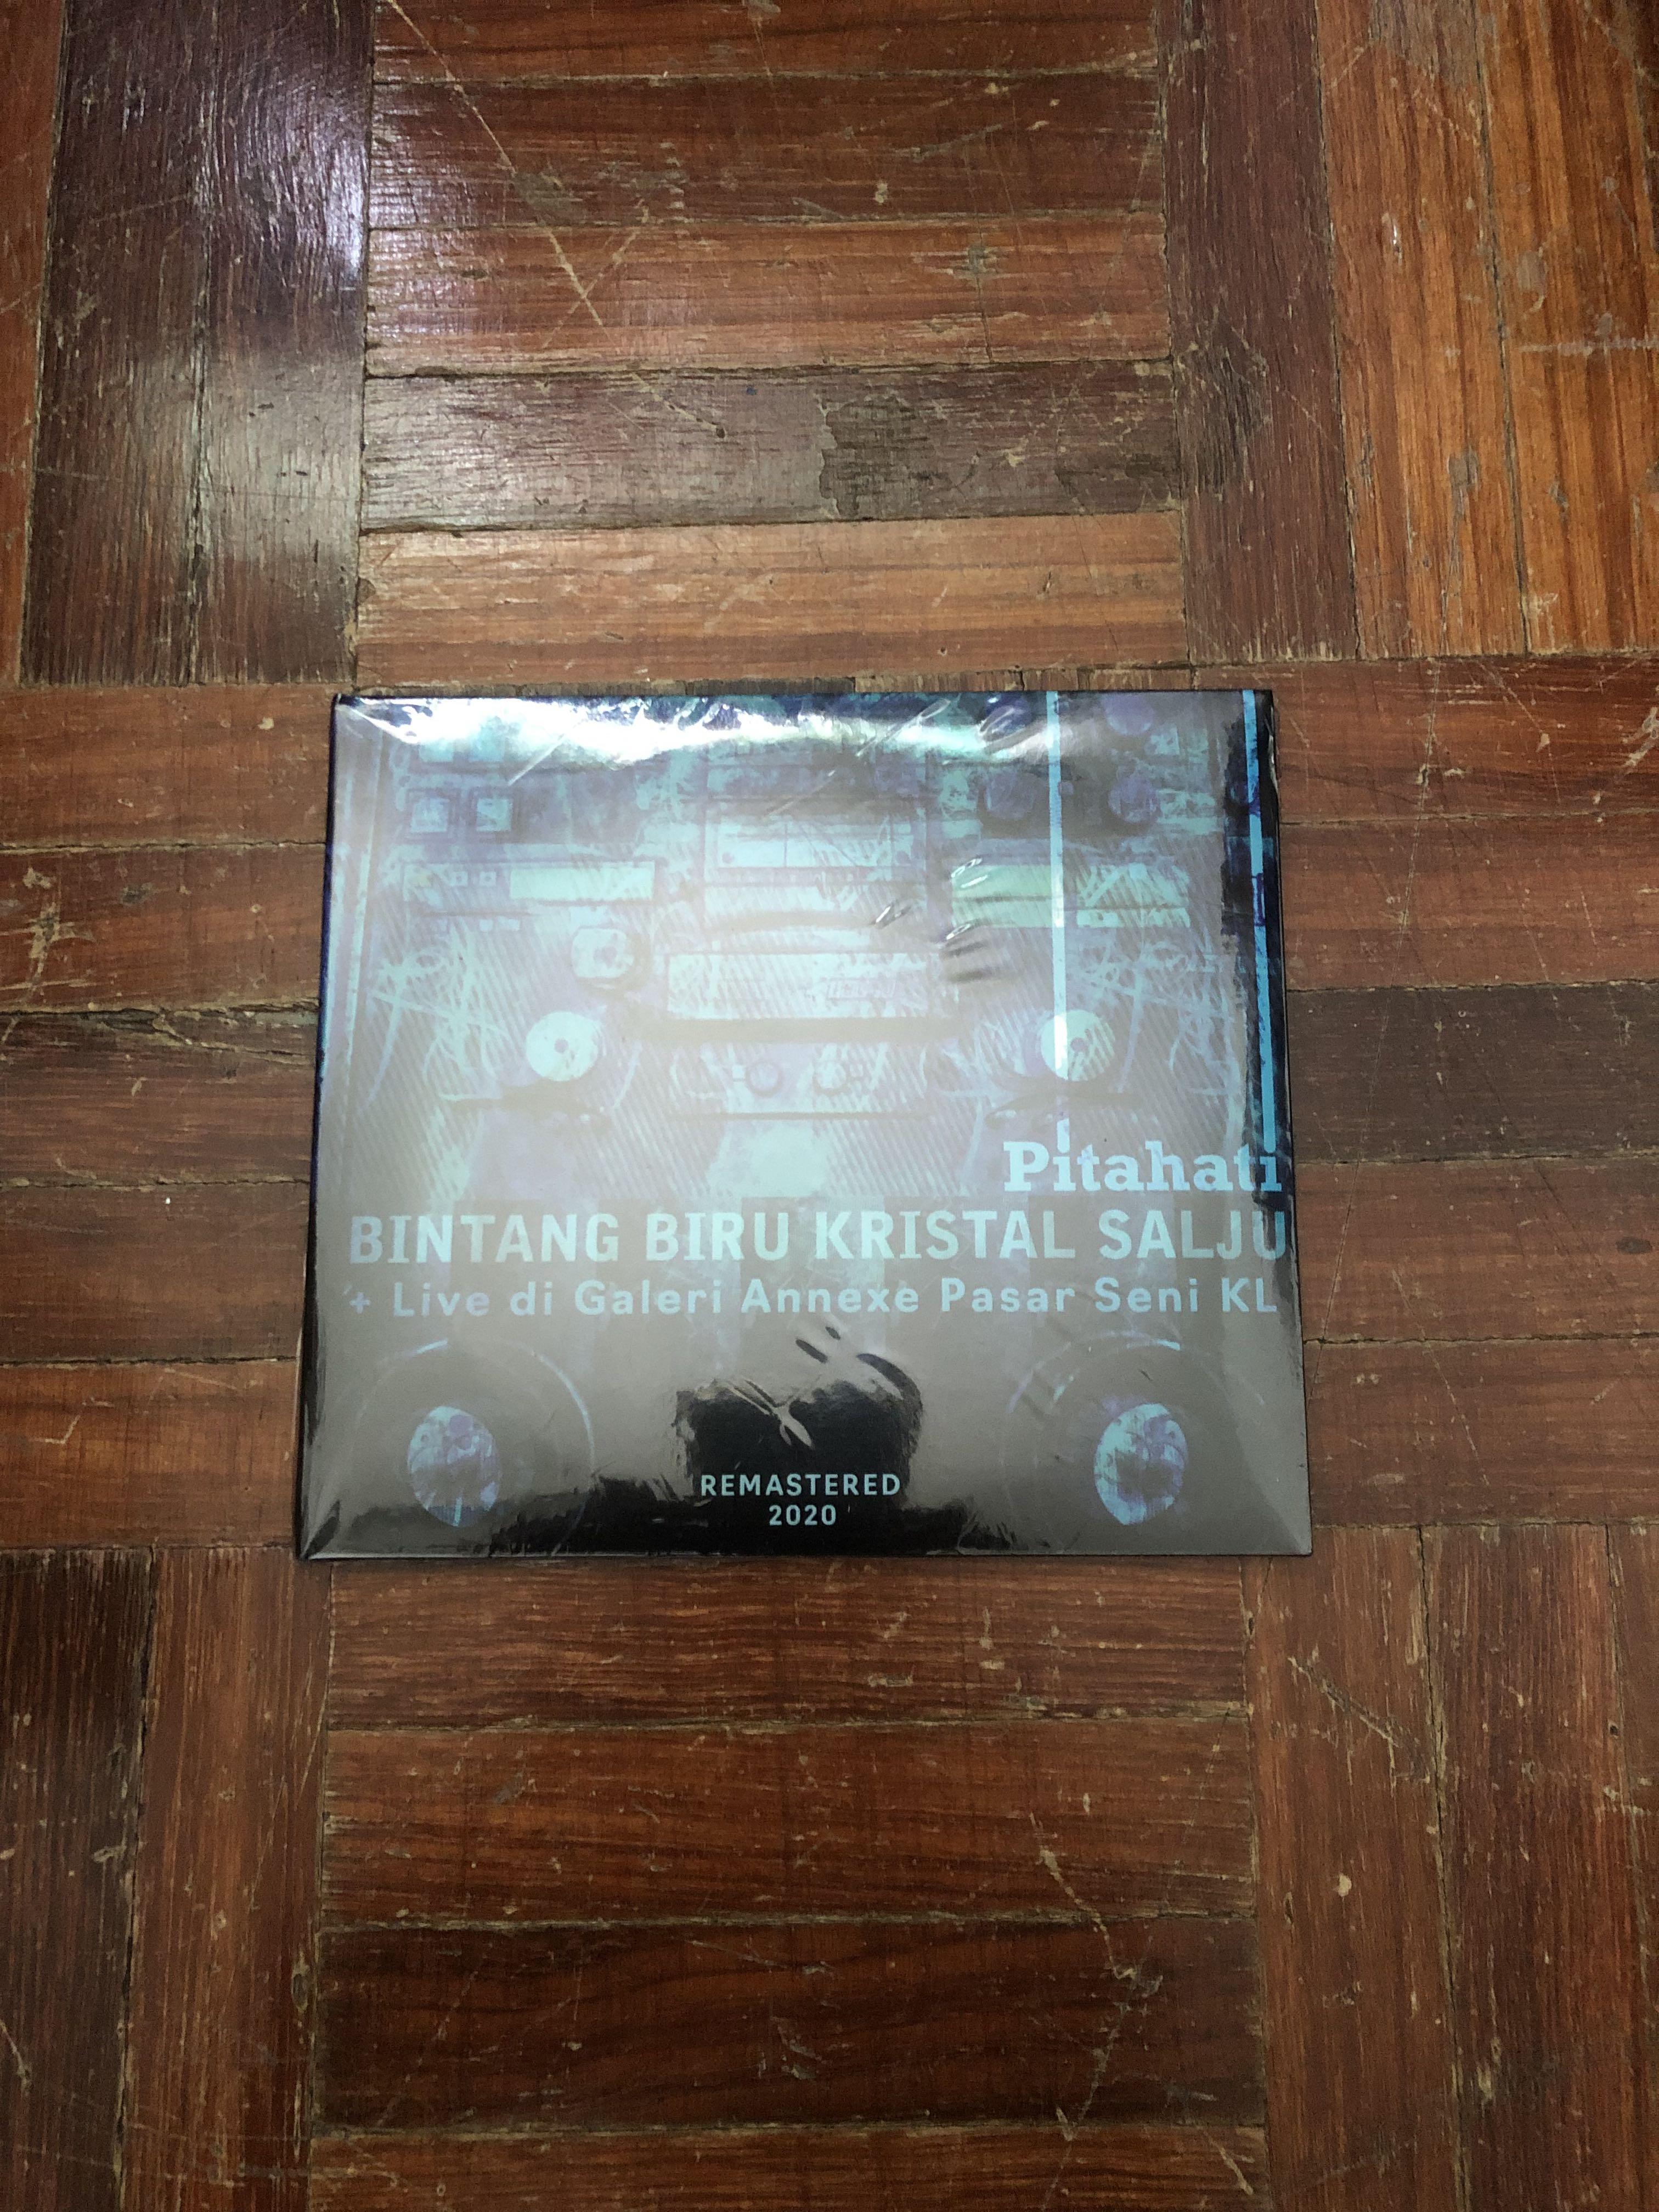 Pitahati
BINTANG BIRU KRISTAL SALJU
+ Live di Galeri Annexe Pasar Seni KL
REMASTERED
2020